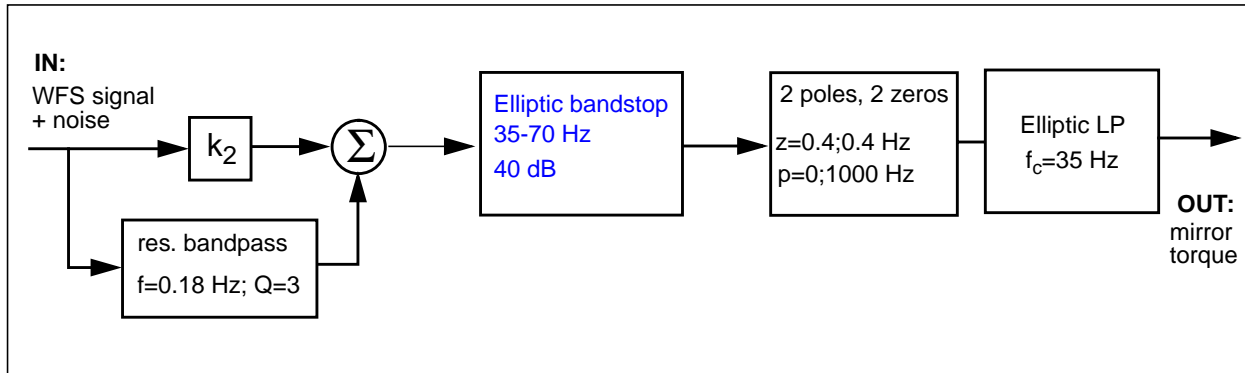 IN:
WFS signal
+ noise
k2
Σ
res. bandpass
f=0.18 Hz; Q=3
Elliptic bandstop
35-70 Hz
40 dB
2 poles, 2 zeros
z=0.4;0.4 Hz
p=0;1000 Hz
Elliptic LP
fc=35 Hz
OUT:
mirror
torque